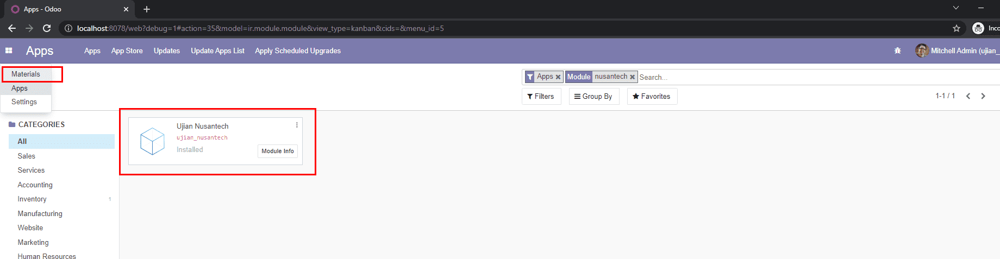 Apps - Odoo
localhost:8078/web?debug=1#action=35&model=ir.module.module&view_type=kanban&cids=&menu_id=5
Inco
Apps Apps App Store Updates Update Apps List Apply Scheduled Upgrades Mitchell Admin (ujian_
Materials
Apps
Settings
Apps Module nusantech Search...
Filters Group By Favorites 1-1 / 1
CATEGORIES
All
Sales
Services
Accounting
Inventory 1
Manufacturing
Website
Marketing
Human Resources
Ujian Nusantech
ujian_nusantech
Installed
Module Info